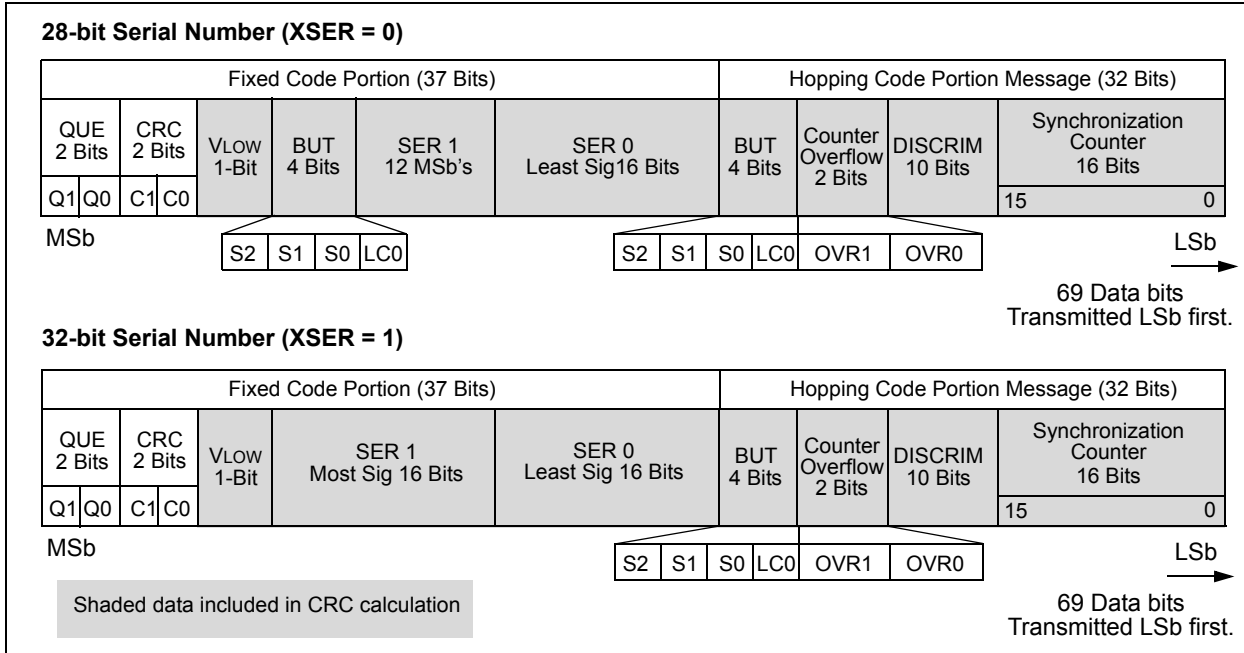 28-bit Serial Number (XSER = 0)
Fixed Code Portion (37 Bits)
Hopping Code Portion Message (32 Bits)
QUE
2 Bits
CRC
2 Bits
VLOW
1-Bit
BUT
4 Bits
SER 1
12 MSb's
SER 0
Least Sig16 Bits
BUT
4 Bits
Counter
Overflow
2 Bits
DISCRIM
10 Bits
Synchronization
Counter
16 Bits
Q1 Q0 C1 C0
15 0
MSb
S2 S1 S0 LC0
S2 S1 S0 LC0 OVR1 OVR0
LSb
69 Data bits
Transmitted LSb first.
32-bit Serial Number (XSER = 1)
Fixed Code Portion (37 Bits)
Hopping Code Portion Message (32 Bits)
QUE
2 Bits
CRC
2 Bits
VLOW
1-Bit
SER 1
Most Sig 16 Bits
SER 0
Least Sig 16 Bits
BUT
4 Bits
Counter
Overflow
2 Bits
DISCRIM
10 Bits
Synchronization
Counter
16 Bits
Q1 Q0 C1 C0
15 0
MSb
S2 S1 S0 LC0 OVR1 OVR0
LSb
Shaded data included in CRC calculation
69 Data bits
Transmitted LSb first.